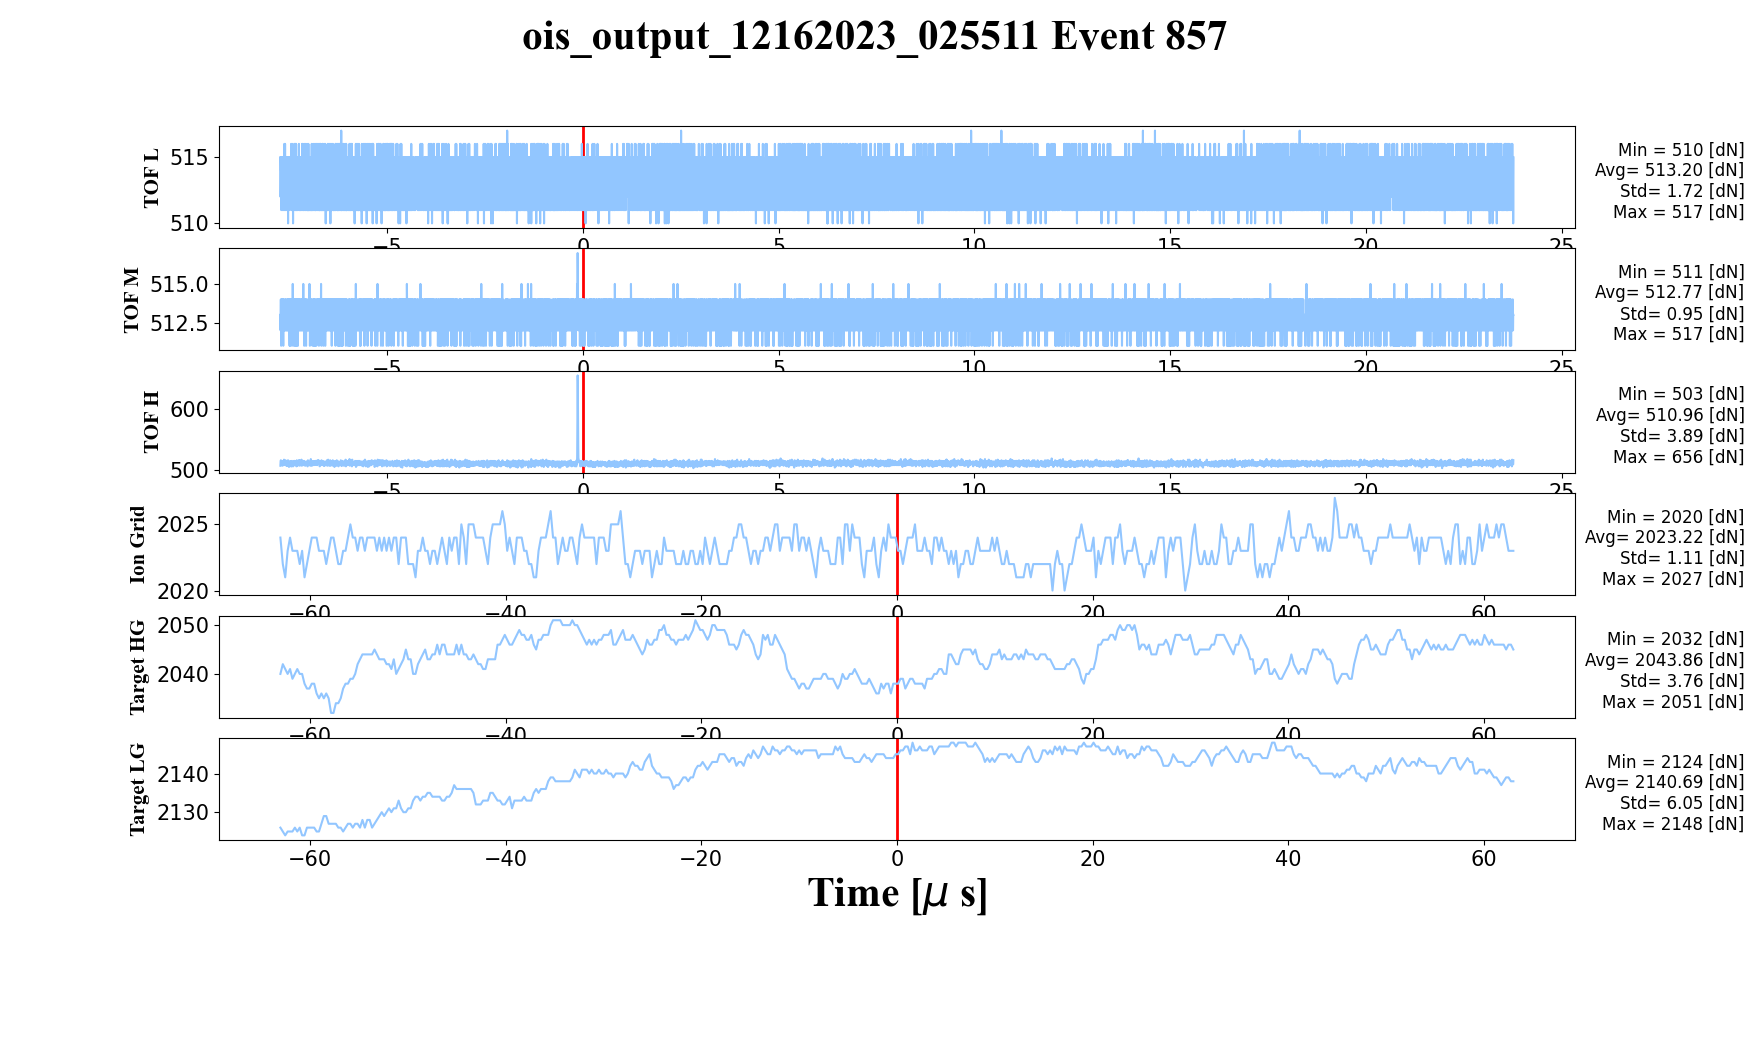 ois_output_12162023_025511 Event 857
TOF L
515
510
−5 0 5 10 15 20 25
Min = 510 [dN]
Avg= 513.20 [dN]
Std= 1.72 [dN]
Max = 517 [dN]
TOF M
515.0
512.5
−5 0 5 10 15 20 25
Min = 511 [dN]
Avg= 512.77 [dN]
Std= 0.95 [dN]
Max = 517 [dN]
TOF H
600
500
−5 0 5 10 15 20 25
Min = 503 [dN]
Avg= 510.96 [dN]
Std= 3.89 [dN]
Max = 656 [dN]
Ion Grid
2025
2020
−60 −40 −20 0 20 40 60
Min = 2020 [dN]
Avg= 2023.22 [dN]
Std= 1.11 [dN]
Max = 2027 [dN]
Target HG
2050
2040
−60 −40 −20 0 20 40 60
Min = 2032 [dN]
Avg= 2043.86 [dN]
Std= 3.76 [dN]
Max = 2051 [dN]
Target LG
2140
2130
−60 −40 −20 0 20 40 60
Min = 2124 [dN]
Avg= 2140.69 [dN]
Std= 6.05 [dN]
Max = 2148 [dN]
Time [μ s]